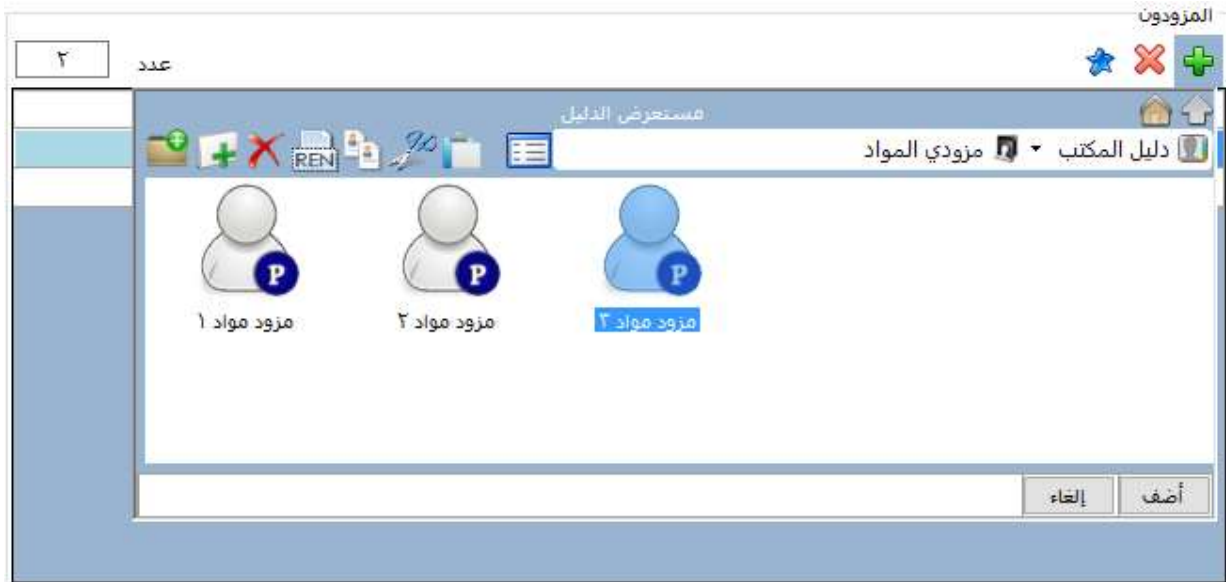 المزودون
عدد ٢
مستعرض الدليل
دليل المكتب مزودي المواد
REN
مزود مواد ١
مزود مواد ٢
مزود مواد ٣
أضف إلغاء